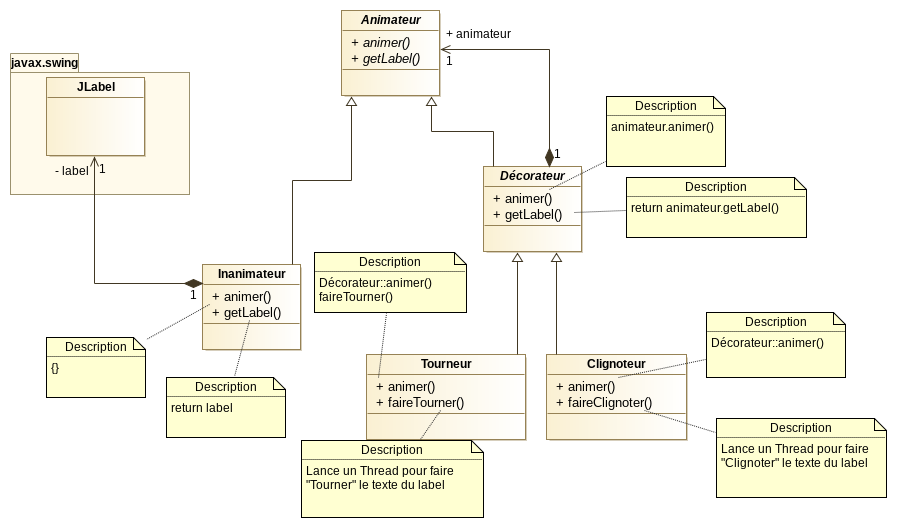 Animateur
+ animer()
+ getLabel()
+ animateur
1
javax.swing
JLabel
- label
1
Description
animateur.animer()
1
Décorateur
+ animer()
+ getLabel()
Description
return animateur.getLabel()
Inanimateur
+ animer()
+ getLabel()
1
Description
Décorateur::animer()
faireTourner()
Description
{}
Description
return label
Tourneur
+ animer()
+ faireTourner()
Clignoteur
+ animer()
+ faireClignoter()
Description
Décorateur::animer()
Description
Lance un Thread pour faire
"Tourner" le texte du label
Description
Lance un Thread pour faire
"Clignoter" le texte du label